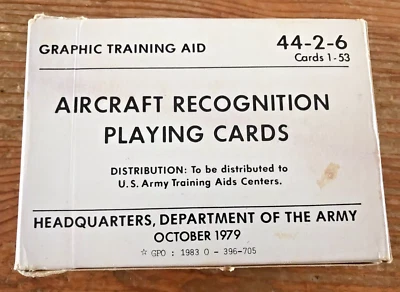 GRAPHIC TRAINING AID 44-2-6
Cards 1-53
AIRCRAFT RECOGNITION
PLAYING CARDS
DISTRIBUTION: To be distributed to
U.S. Army Training Aids Centers.
HEADQUARTERS, DEPARTMENT OF THE ARMY
OCTOBER 1979
☆ GPO : 1983 O - 396-705